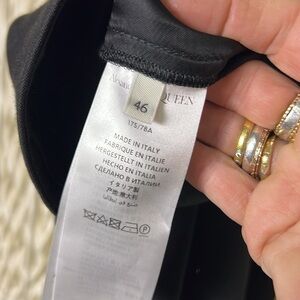 QUEEN
46
175/78A
MADE IN ITALY
FABRIQUÉ EN ITALIE
HERGESTELLT IN ITALIEN
HECHO EN ITALIA
СДЕЛАНО В ИТАЛИИ
イタリア製